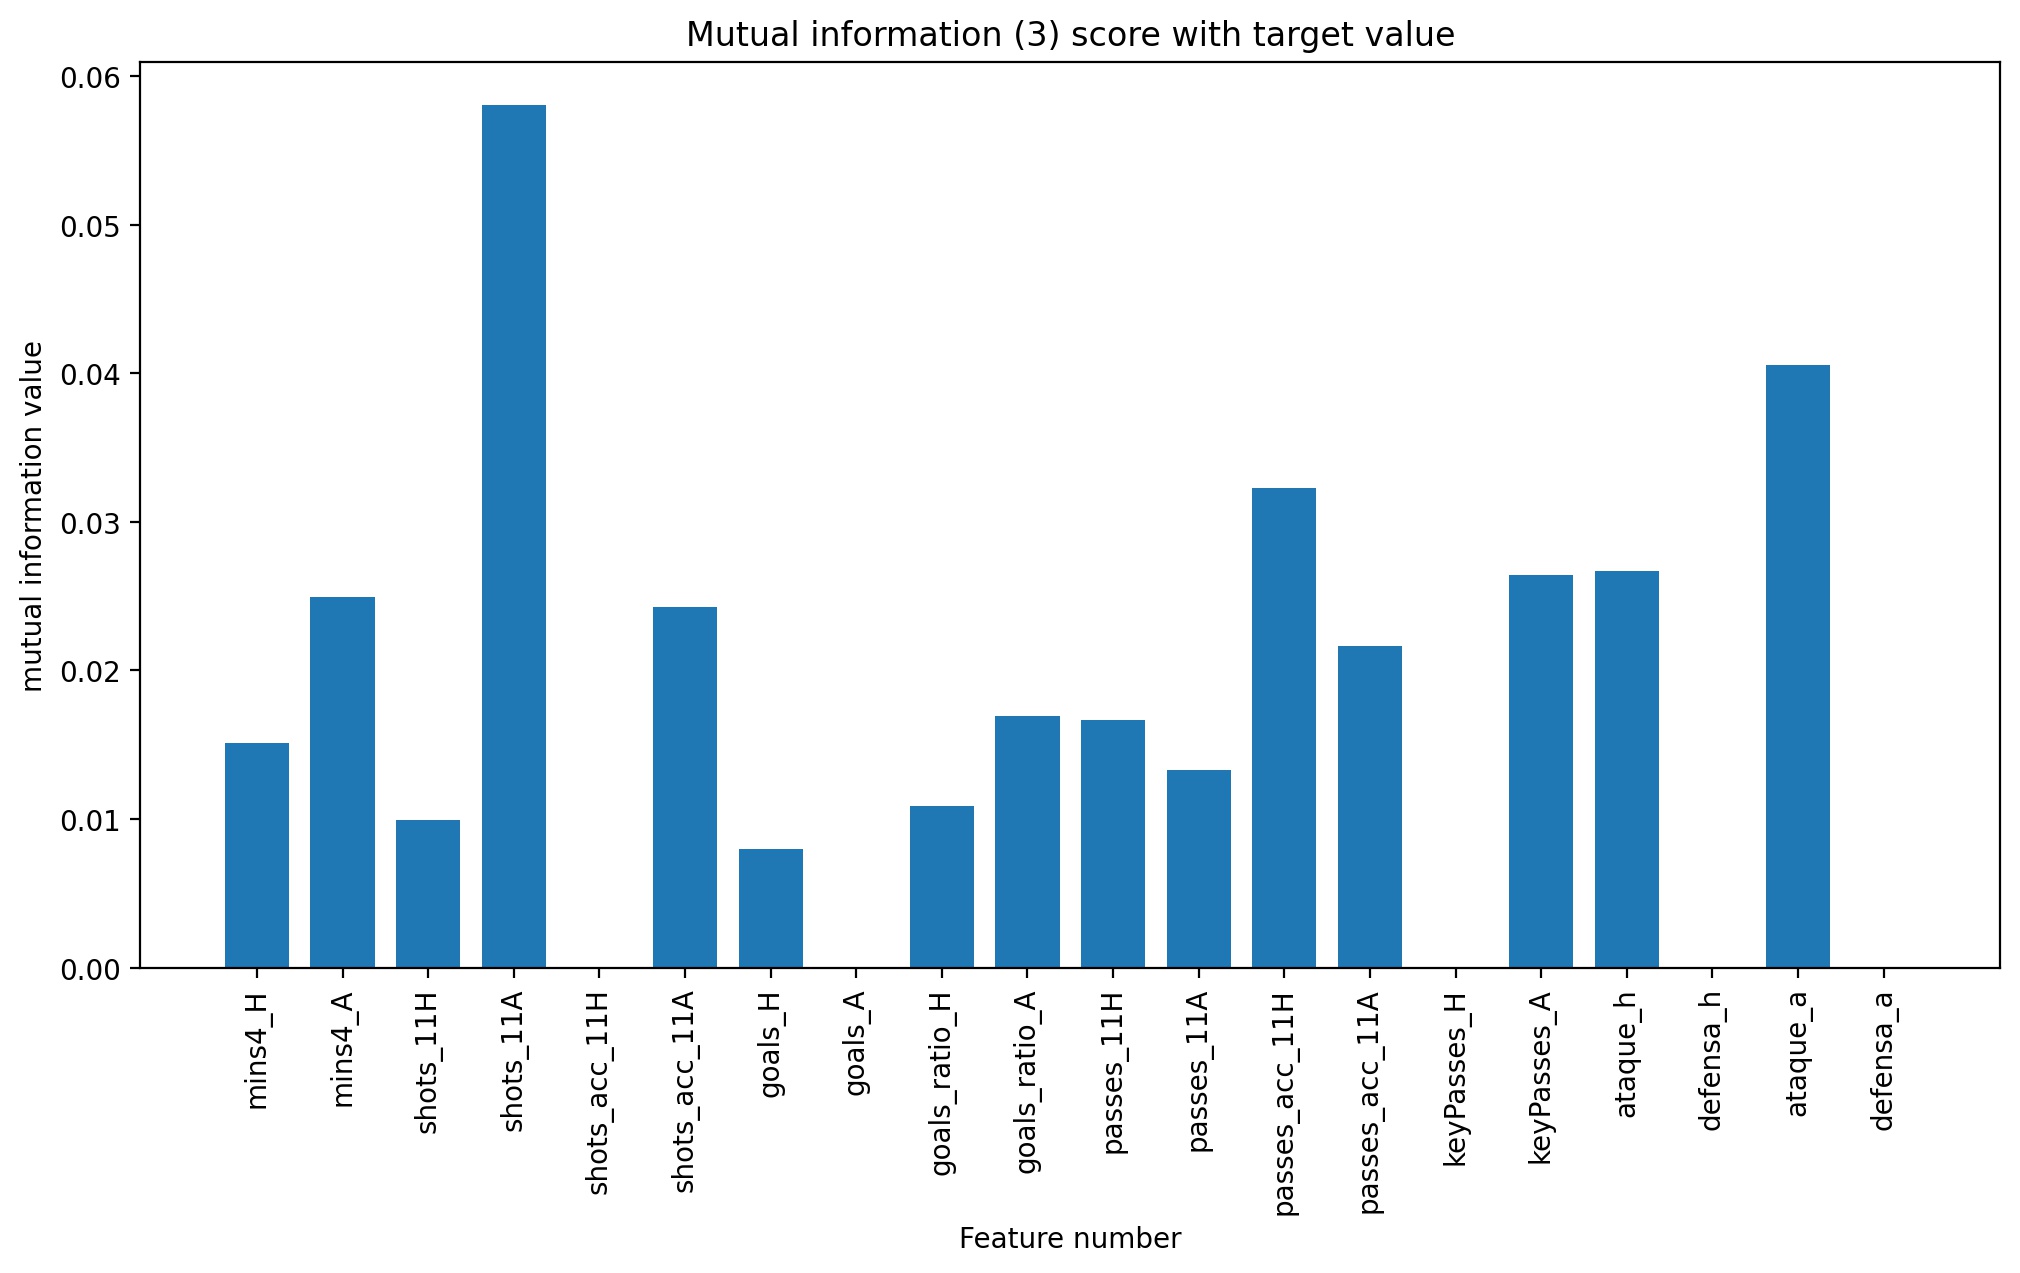 Mutual information (3) score with target value
mutual information value
0.06
0.05
0.04
0.03
0.02
0.01
0.00
mins4_H
mins4_A
shots_11H
shots_11A
shots_acc_11H
shots_acc_11A
goals_H
goals_A
goals_ratio_H
goals_ratio_A
passes_11H
passes_11A
passes_acc_11H
passes_acc_11A
keyPasses_H
keyPasses_A
ataque_h
defensa_h
ataque_a
defensa_a
Feature number